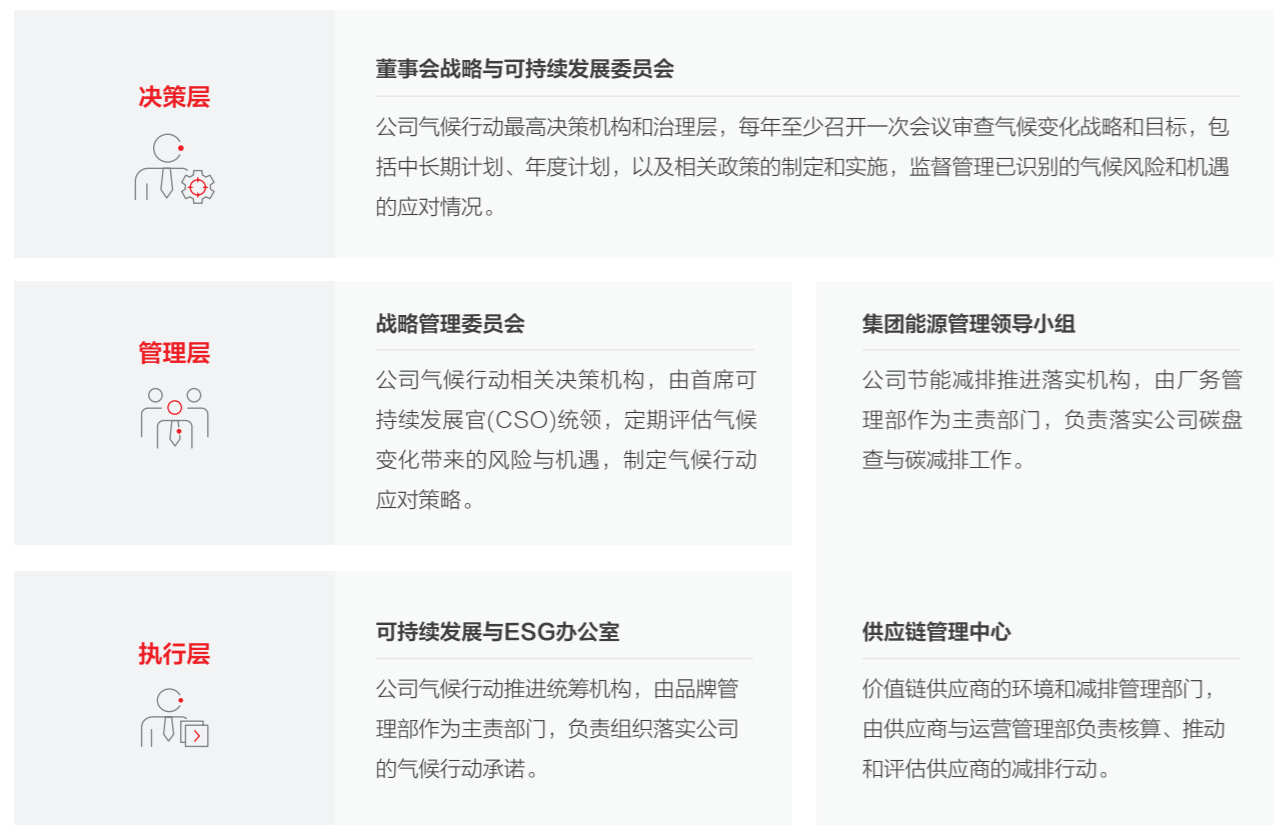 决策层
董事会战略与可持续发展委员会
公司气候行动最高决策机构和治理层，每年至少召开一次会议审查气候变化战略和目标，包
括中长期计划、年度计划，以及相关政策的制定和实施，监督管理已识别的气候风险和机遇
的应对情况。
管理层
战略管理委员会
公司气候行动相关决策机构，由首席可
持续发展官(CSO)统领，定期评估气候
变化带来的风险与机遇，制定气候行动
应对策略。
集团能源管理领导小组
公司节能减排推进落实机构，由厂务管
理部作为主责部门，负责落实公司碳盘
查与碳减排工作。
执行层
可持续发展与ESG办公室
公司气候行动推进统筹机构，由品牌管
理部作为主责部门，负责组织落实公司
的气候行动承诺。
供应链管理中心
价值链供应商的环境和减排管理部门，
由供应商与运营管理部负责核算、推动
和评估供应商的减排行动。